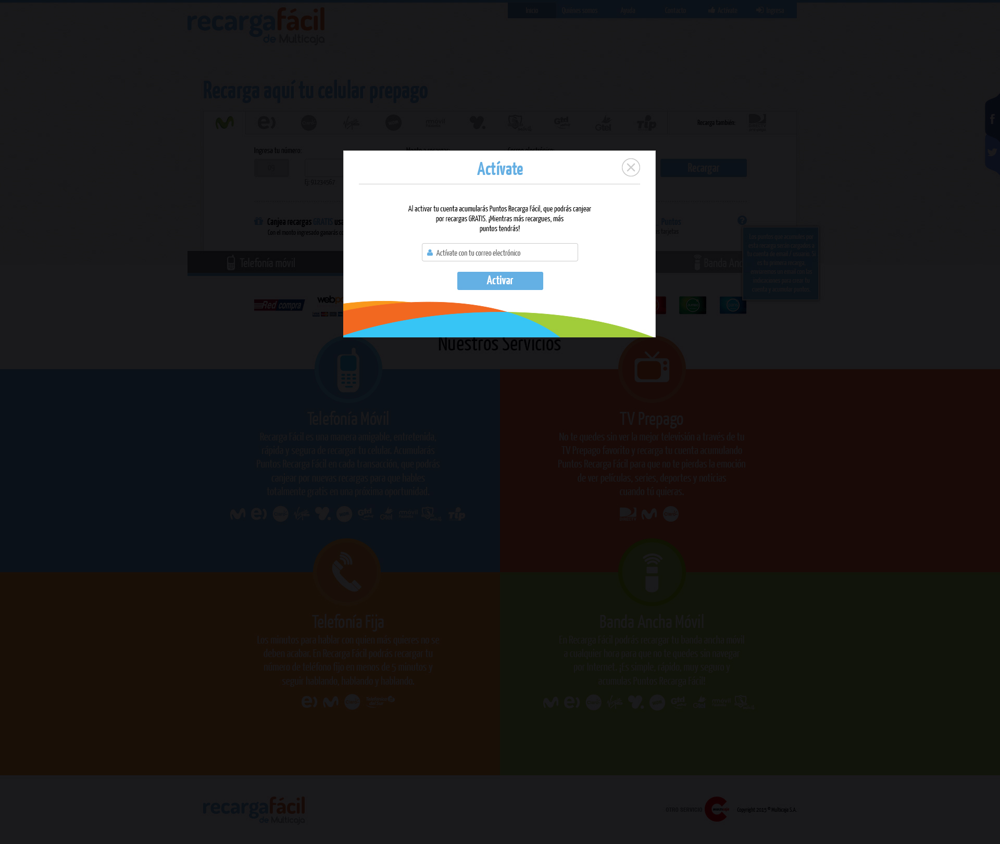 recargafácil
de Multicaja
Inicio
Quiénes somos
Ayuda
Contacto
Actívate
Ingresa
Recarga aquí tu celular prepago
Recarga también:
Ingresa tu número:
09
Ej: 91234567
Recargar
Canjea recargas GRATIS usa
Con el monto ingresado ganarás
Puntos
tarjetas
Los puntos que acumules por
esta recarga serán cargados a
tu cuenta de email / usuario. Si
es tu primera recarga,
enviaremos un email con las
indicaciones para crear tu
cuenta y acumular puntos.
Actívate
Al activar tu cuenta acumularás Puntos Recarga Fácil, que podrás canjear
por recargas GRATIS. ¡Mientras más recargues, más
puntos tendrás!
Actívate con tu correo electrónico
Activar
Telefonía móvil
Banda Anc
Red compra
Nuestros Servicios
Telefonía Móvil
Recarga Fácil es una manera amigable, entretenida,
rápida y segura de recargar tu celular. Acumularás
Puntos Recarga Fácil en cada transacción, que podrás
canjear por nuevas recargas para que hables
totalmente gratis en una próxima oportunidad.
TV Prepago
No te quedes sin ver la mejor televisión a través de tu
TV Prepago favorito y recarga tu cuenta acumulando
Puntos Recarga Fácil para que no te pierdas la emoción
de ver películas, series, deportes y noticias
cuando tú quieras.
Telefonía Fija
Los minutos para hablar con quien más quieres no se
deben acabar. En Recarga Fácil podrás recargar tu
número de teléfono fijo en menos de 5 minutos y
seguir hablando, hablando y hablando.
Banda Ancha Móvil
En Recarga Fácil podrás recargar tu banda ancha móvil
a cualquier hora para que no te quedes sin navegar
por internet. ¡Es simple, rápido, muy seguro y
acumulas Puntos Recarga Fácil!
recargafácil
de Multicaja
OTRO SERVICIO
Copyright 2015 © Multicaja S.A.